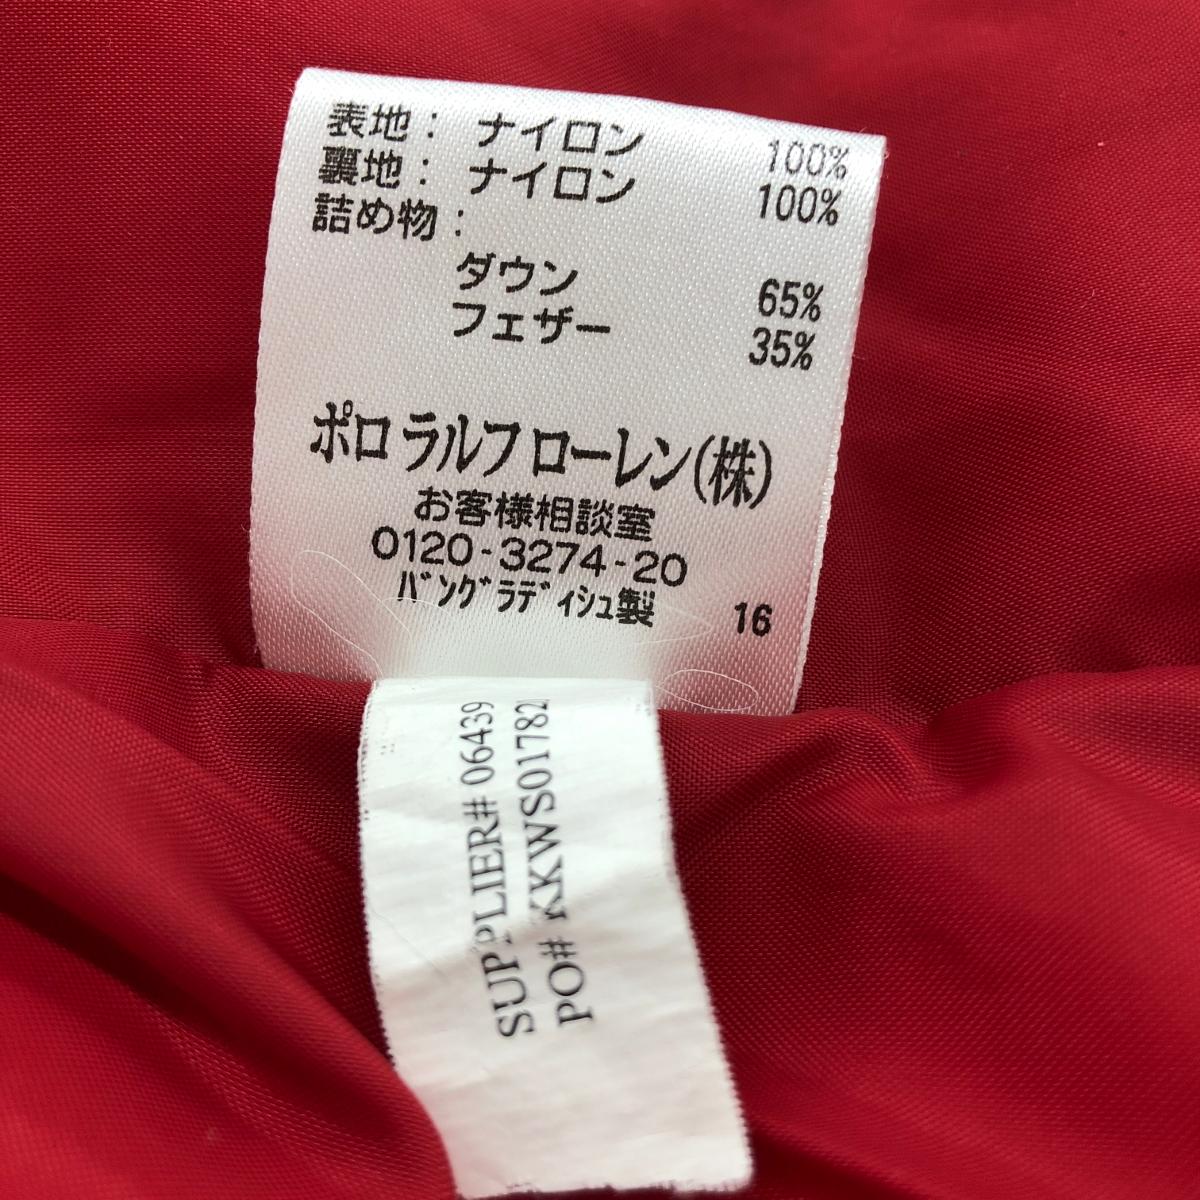 表地： ナイロン 100%
裏地： ナイロン 100%
詰め物：
ダウン 65%
フェザー 35%
ポロ ラルフ ローレン(株)
お客様相談室
0120-3274-20
ﾊﾞﾝｸﾞﾗﾃﾞｨｼｭ製 16
SUPPLIER# 06439
PO# KKWS01782